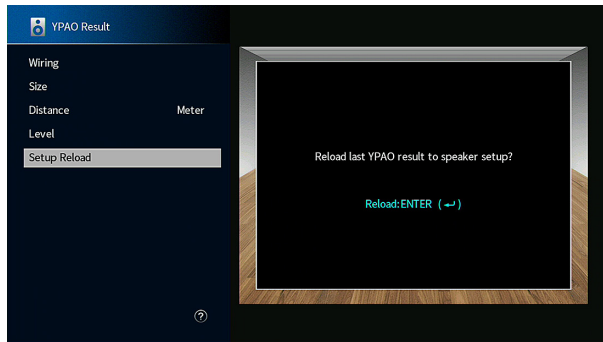 YPAO Result
Wiring
Size
Distance Meter
Level
Setup Reload
Reload last YPAO result to speaker setup?
Reload:ENTER (↵)
?